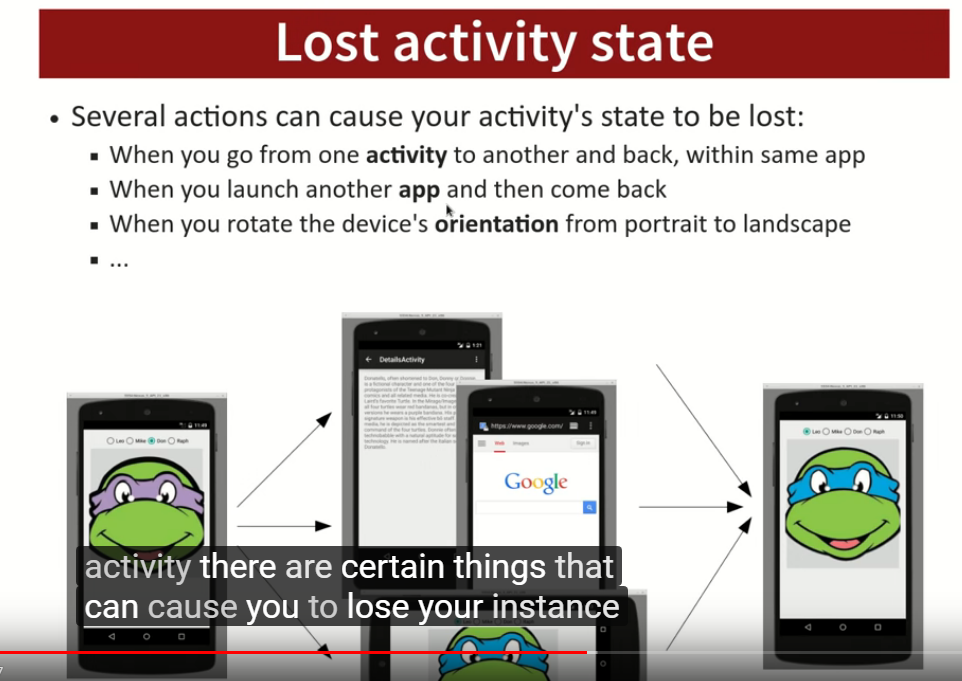 Lost activity state
• Several actions can cause your activity's state to be lost:
▪ When you go from one activity to another and back, within same app
▪ When you launch another app and then come back
▪ When you rotate the device's orientation from portrait to landscape
▪ ...
1:21
DetailsActivity
11:49
Leo Mike Don Raph
11:49
https://www.google.com/
Web Images Sign in
Google
11:50
Leo Mike Don Raph
activity there are certain things that
can cause you to lose your instance
7